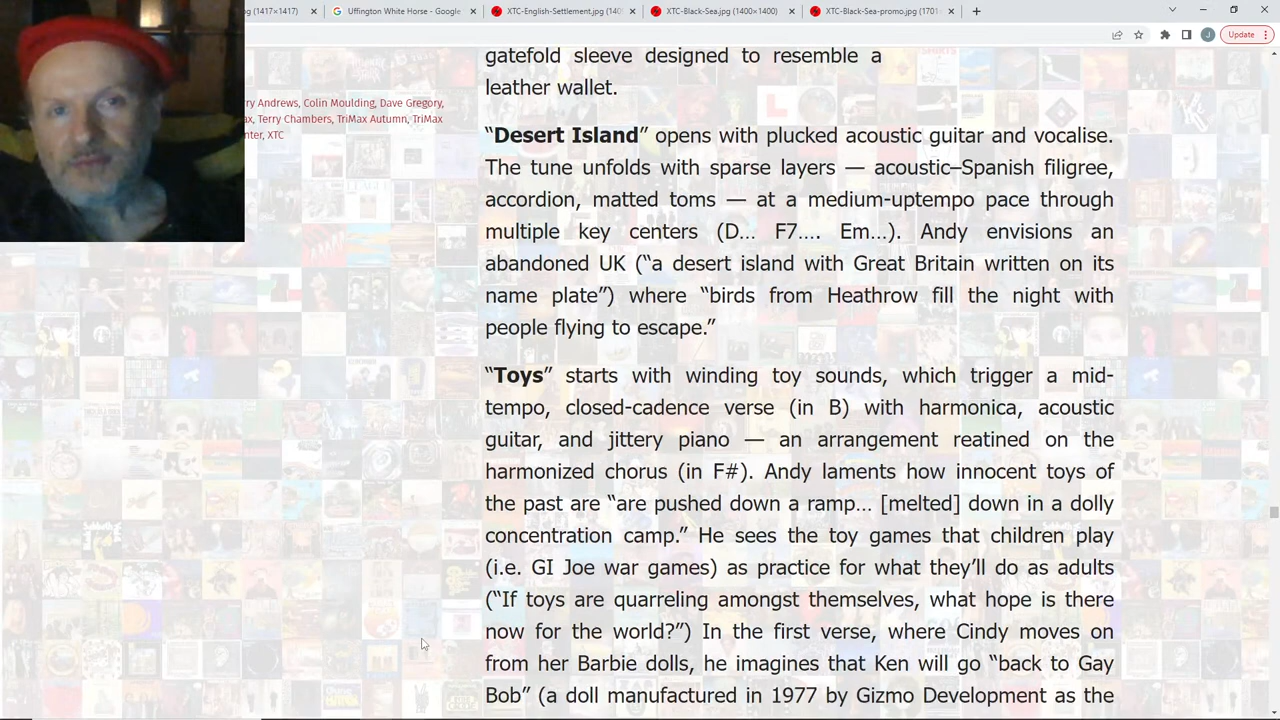 (1417×1417)
Uffington White Horse - Google
XTC-English-Settlement.jpg (140
XTC-Black-Sea.jpg (1400×1400)
XTC-Black-Sea-promo.jpg (1701
J
Update
ry Andrews, Colin Moulding, Dave Gregory,
ax, Terry Chambers, TriMax Autumn, TriMax
nter, XTC
gatefold sleeve designed to resemble a
leather wallet.
“Desert Island” opens with plucked acoustic guitar and vocalise.
The tune unfolds with sparse layers — acoustic–Spanish filigree,
accordion, matted toms — at a medium-uptempo pace through
multiple key centers (D… F7…. Em…). Andy envisions an
abandoned UK (“a desert island with Great Britain written on its
name plate”) where “birds from Heathrow fill the night with
people flying to escape.”
“Toys” starts with winding toy sounds, which trigger a mid-
tempo, closed-cadence verse (in B) with harmonica, acoustic
guitar, and jittery piano — an arrangement reatined on the
harmonized chorus (in F#). Andy laments how innocent toys of
the past are “are pushed down a ramp… [melted] down in a dolly
concentration camp.” He sees the toy games that children play
(i.e. GI Joe war games) as practice for what they’ll do as adults
(“If toys are quarreling amongst themselves, what hope is there
now for the world?”) In the first verse, where Cindy moves on
from her Barbie dolls, he imagines that Ken will go “back to Gay
Bob” (a doll manufactured in 1977 by Gizmo Development as the